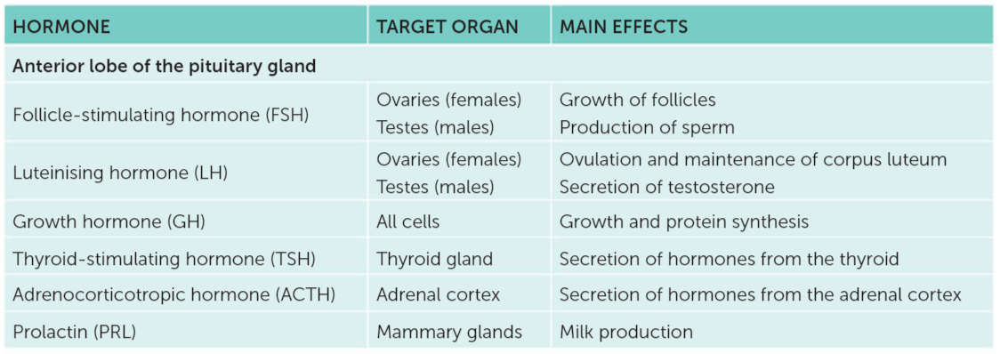 HORMONE TARGET ORGAN MAIN EFFECTS
Anterior lobe of the pituitary gland
Follicle-stimulating hormone (FSH)
Ovaries (females) Growth of follicles
Testes (males) Production of sperm
Luteinising hormone (LH)
Ovaries (females) Ovulation and maintenance of corpus luteum
Testes (males) Secretion of testosterone
Growth hormone (GH) All cells Growth and protein synthesis
Thyroid-stimulating hormone (TSH) Thyroid gland Secretion of hormones from the thyroid
Adrenocorticotropic hormone (ACTH) Adrenal cortex Secretion of hormones from the adrenal cortex
Prolactin (PRL) Mammary glands Milk production